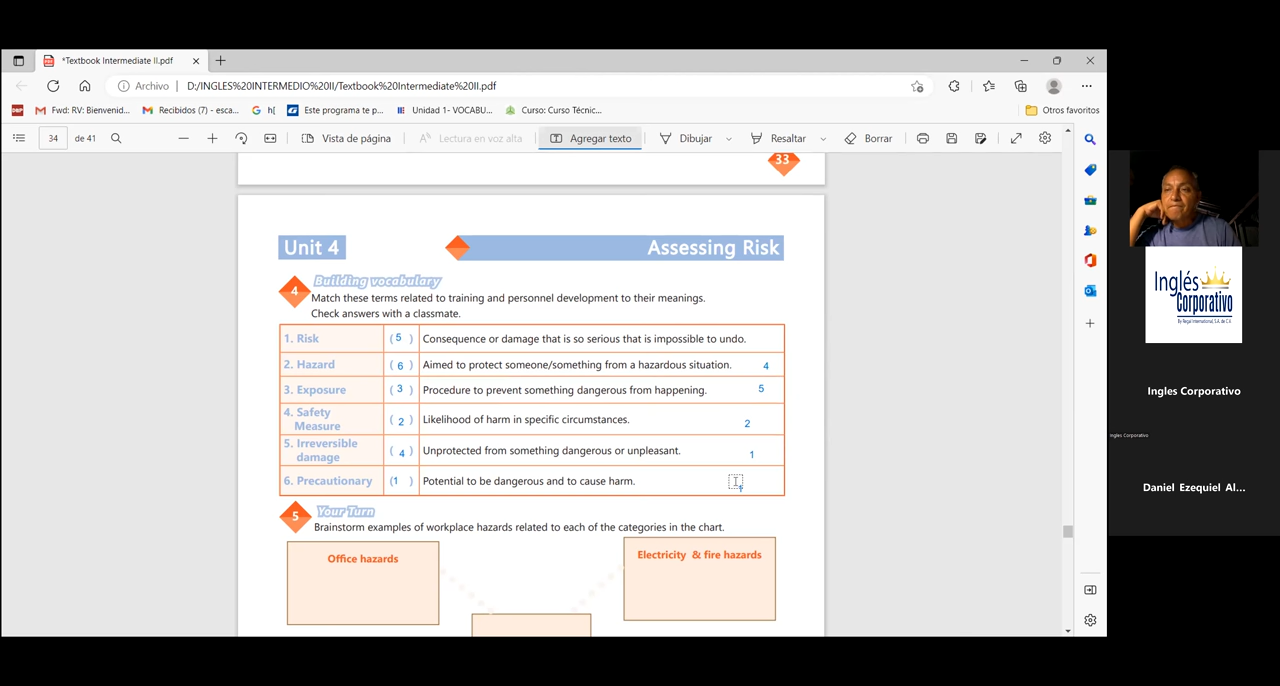 *Textbook Intermediate II.pdf
Archivo | D:/INGLES%20INTERMEDIO%20II/Textbook%20Intermediate%20II.pdf
Fwd: RV: Bienvenid... Recibidos (7) - esca... h[ Este programa te p... Unidad 1 - VOCABU... Curso: Curso Técnic... Otros favoritos
34 de 41 Vista de página Lectura en voz alta Agregar texto Dibujar Resaltar Borrar
33
Unit 4 Assessing Risk
4 Building vocabulary
Match these terms related to training and personnel development to their meanings.
Check answers with a classmate.
1. Risk (5) Consequence or damage that is so serious that is impossible to undo.
2. Hazard (6) Aimed to protect someone/something from a hazardous situation. 4
3. Exposure (3) Procedure to prevent something dangerous from happening. 5
4. Safety Measure (2) Likelihood of harm in specific circumstances. 2
5. Irreversible damage (4) Unprotected from something dangerous or unpleasant. 1
6. Precautionary (1) Potential to be dangerous and to cause harm.
5 Your Turn
Brainstorm examples of workplace hazards related to each of the categories in the chart.
Office hazards
Electricity & fire hazards
Inglés
Corporativo
By Regal International, S.A. de C.V.
Ingles Corporativo
Ingles Corporativo
Daniel Ezequiel Al...